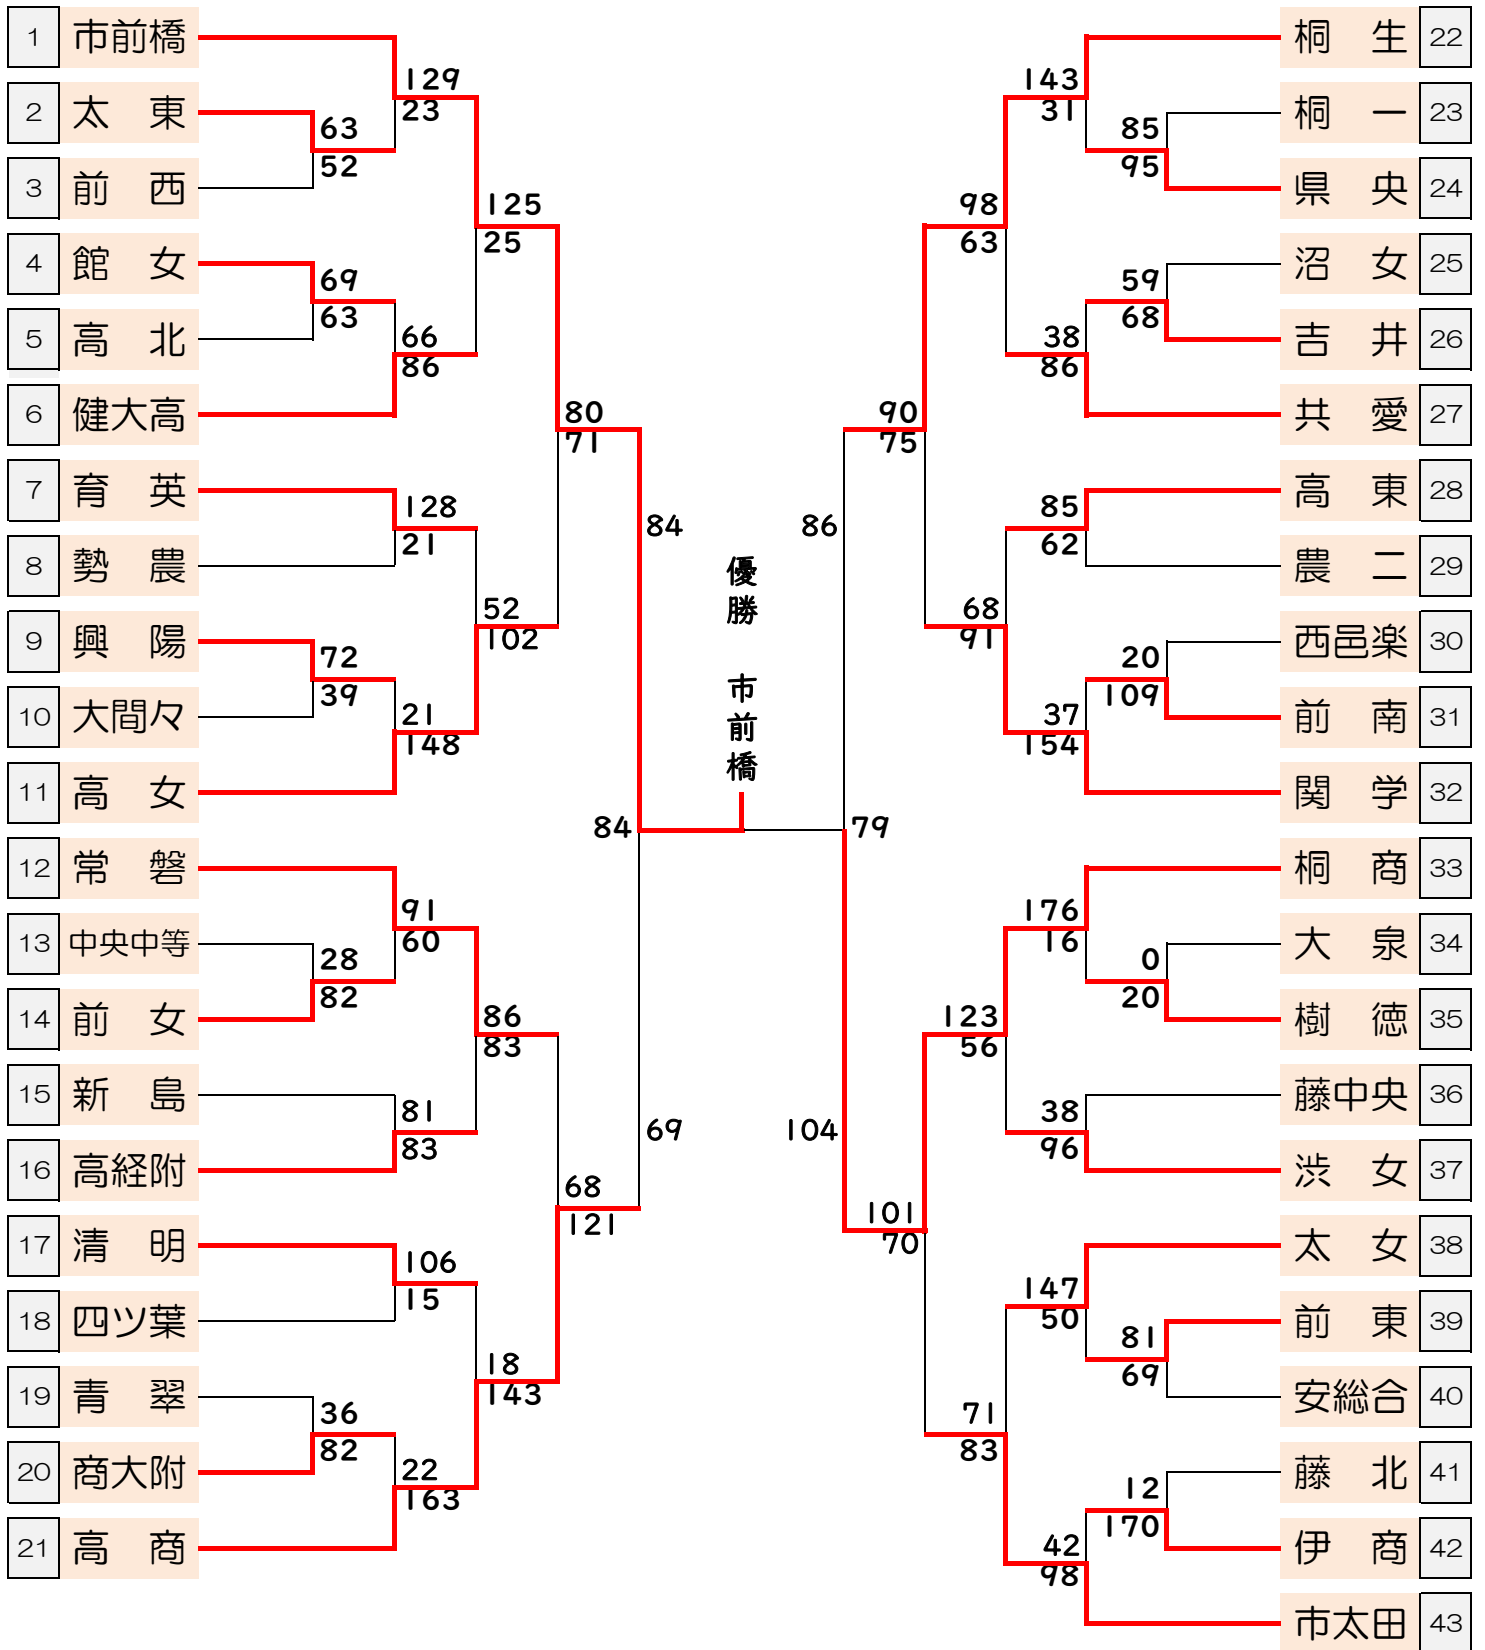 1 市前橋
2 太　東
3 前　西
4 館　女
5 高　北
6 健大高
7 育　英
8 勢　農
9 興　陽
10 大間々
11 高　女
12 常　磐
13 中央中等
14 前　女
15 新　島
16 高経附
17 清　明
18 四ツ葉
19 青　翠
20 商大附
21 高　商
63
52
69
63
72
39
28
82
36
82
129
23
66
86
128
21
21
148
91
60
81
83
106
15
22
163
125
25
52
102
86
83
18
143
80
71
68
121
84
69
84
優勝　市前橋
79
86
104
90
75
101
70
98
63
68
91
123
56
71
83
143
31
38
86
85
62
37
154
176
16
38
96
147
50
42
98
85
95
59
68
20
109
0
20
81
69
12
170
桐　生 22
桐　一 23
県　央 24
沼　女 25
吉　井 26
共　愛 27
高　東 28
農　二 29
西邑楽 30
前　南 31
関　学 32
桐　商 33
大　泉 34
樹　徳 35
藤中央 36
渋　女 37
太　女 38
前　東 39
安総合 40
藤　北 41
伊　商 42
市太田 43